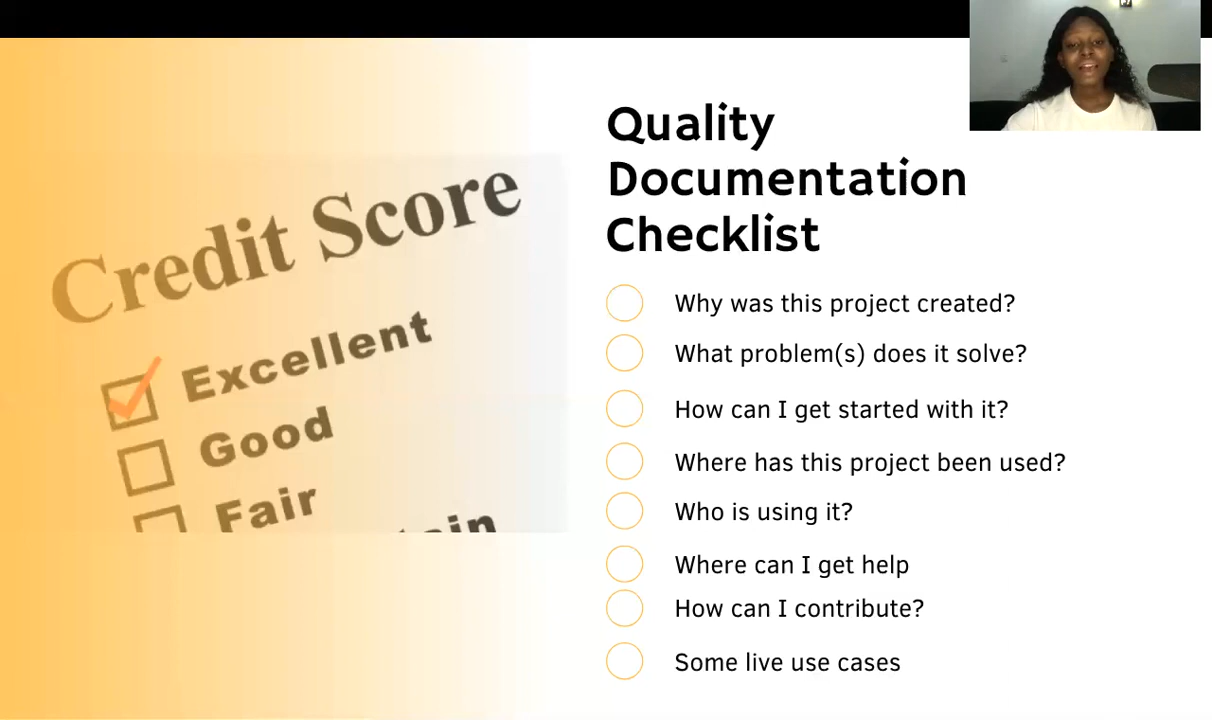 Credit Score
Excellent
Good
Fair
Quality
Documentation
Checklist
Why was this project created?
What problem(s) does it solve?
How can I get started with it?
Where has this project been used?
Who is using it?
Where can I get help
How can I contribute?
Some live use cases